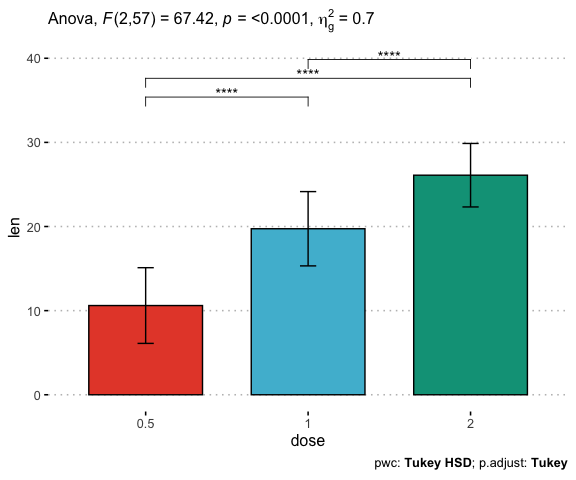 Anova, F(2,57) = 67.42, p = <0.0001, η²g = 0.7
****
****
****
40
30
20
10
0
len
0.5 1 2
dose
pwc: Tukey HSD; p.adjust: Tukey